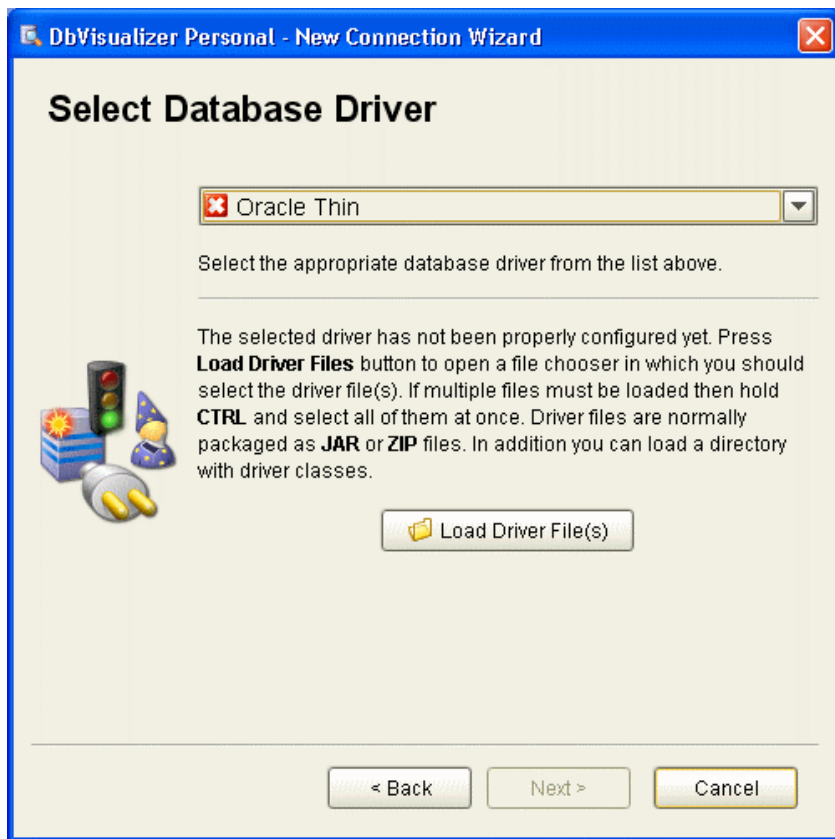 DbVisualizer Personal - New Connection Wizard
Select Database Driver
Oracle Thin
Select the appropriate database driver from the list above.
The selected driver has not been properly configured yet. Press
Load Driver Files button to open a file chooser in which you should
select the driver file(s). If multiple files must be loaded then hold
CTRL and select all of them at once. Driver files are normally
packaged as JAR or ZIP files. In addition you can load a directory
with driver classes.
Load Driver File(s)
< Back
Next >
Cancel